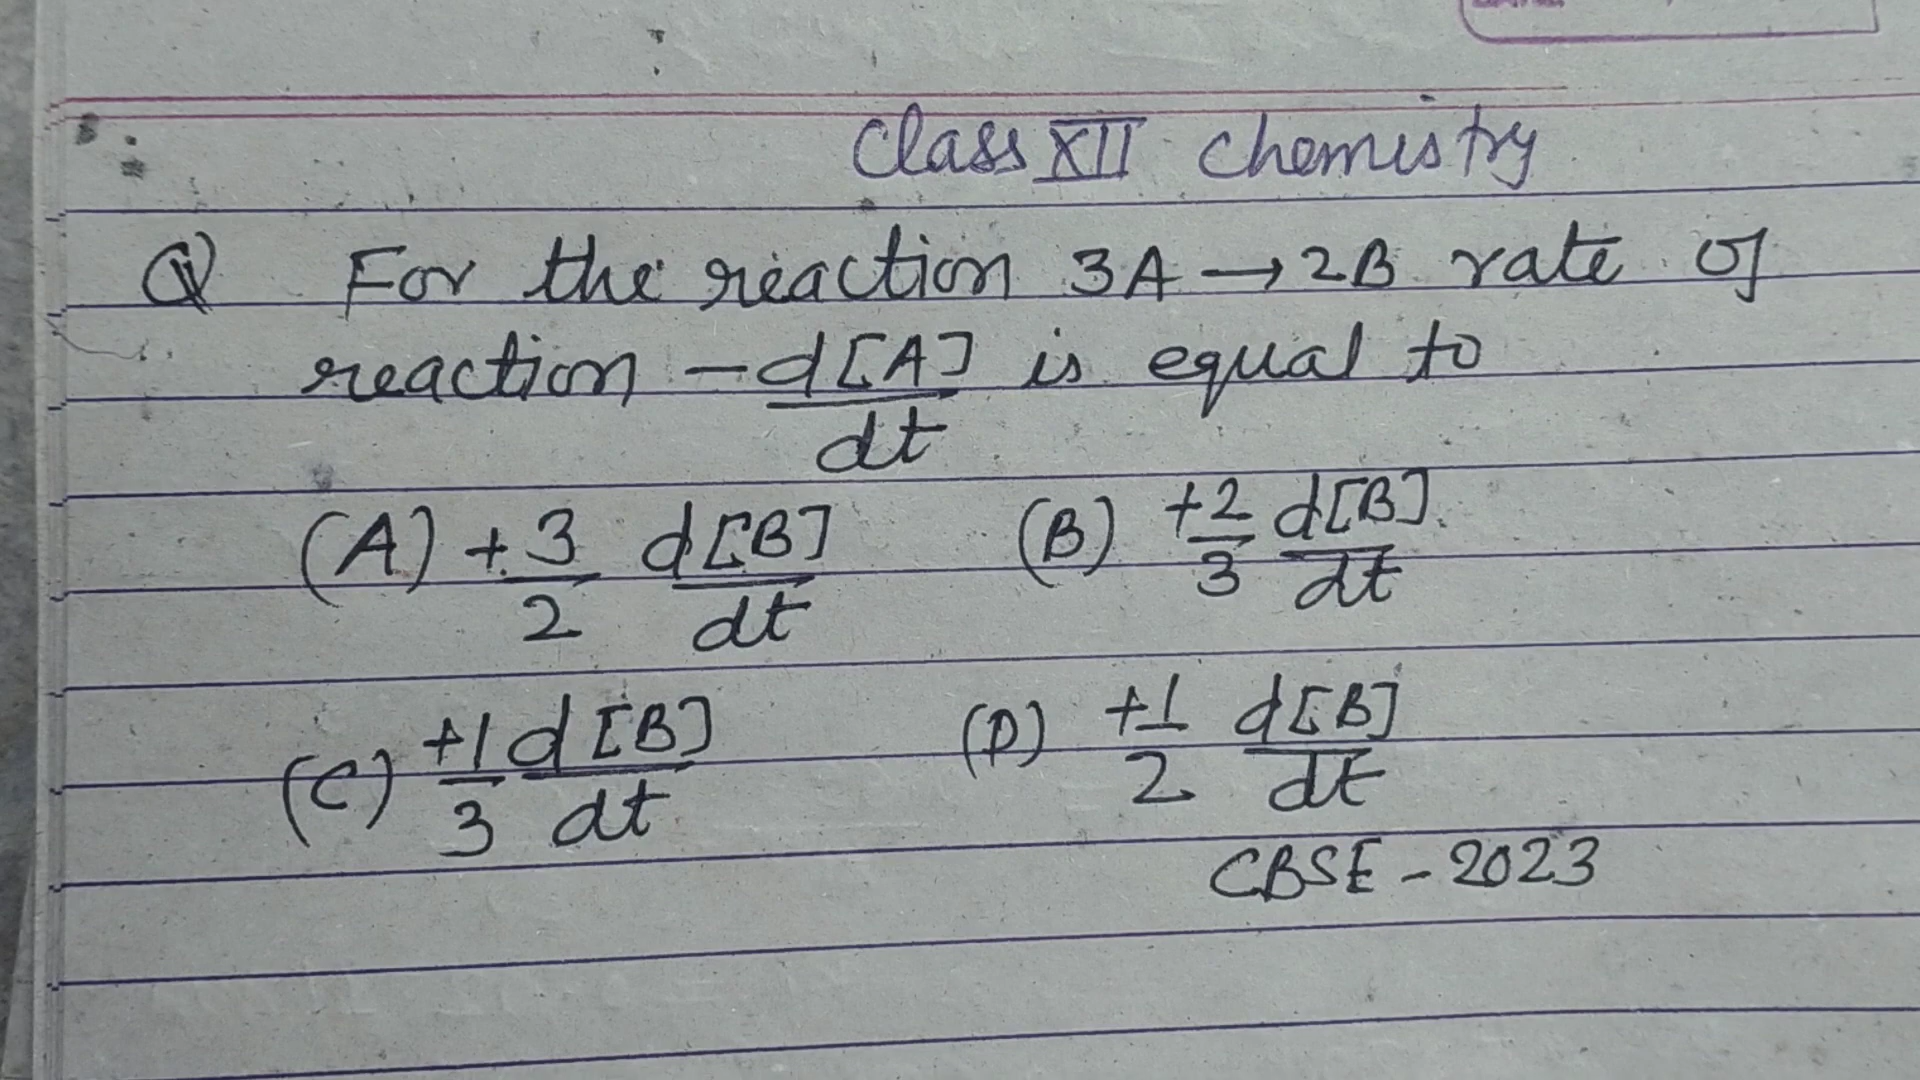 Class XII Chemistry
Q For the reaction 3A → 2B rate of
reaction -d[A]/dt is equal to
(A) +3/2 d[B]/dt (B) +2/3 d[B]/dt
(C) +1/3 d[B]/dt (D) +1/2 d[B]/dt
CBSE - 2023